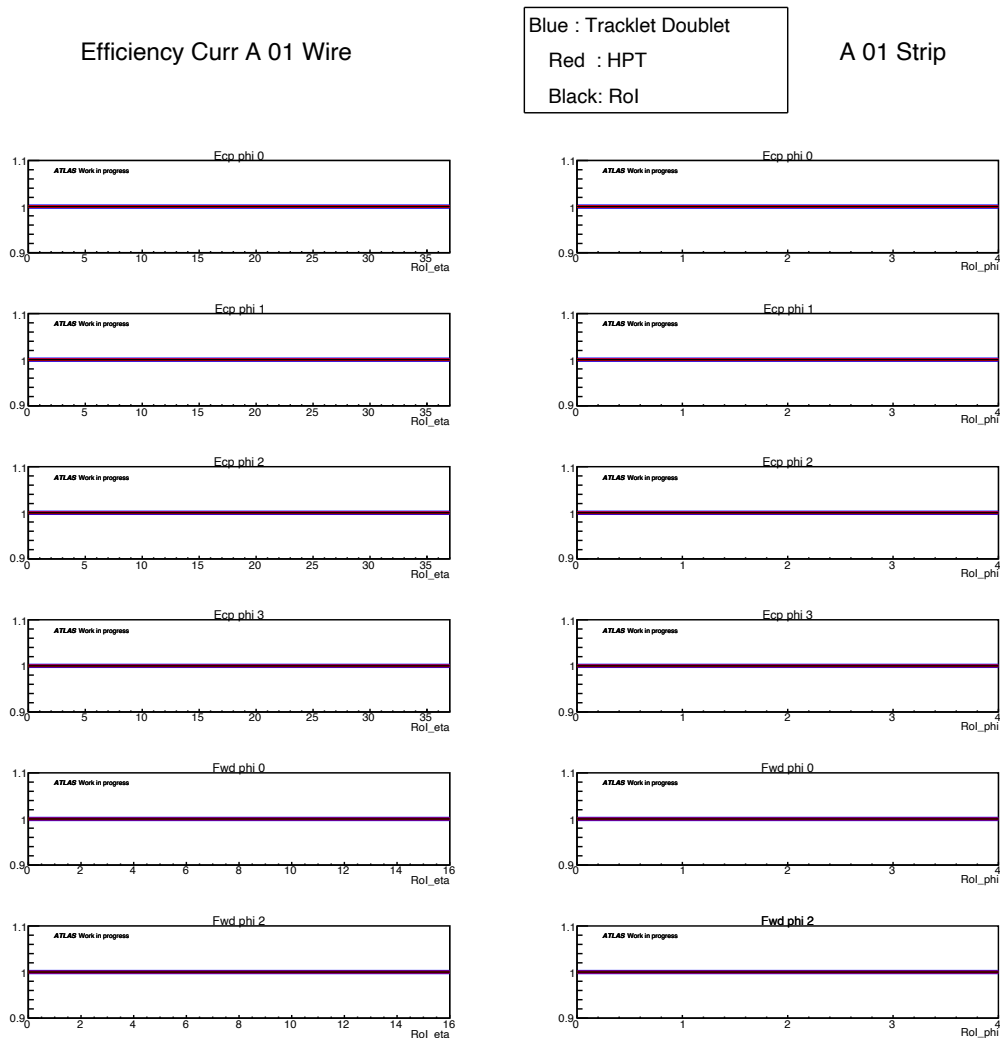 Efficiency Curr A 01 Wire
Blue : Tracklet Doublet
Red : HPT
Black: RoI
A 01 Strip
Ecp phi 0
1.1
ATLAS Work in progress
1
0.9
0 5 10 15 20 25 30 35
RoI_eta
Ecp phi 0
1.1
ATLAS Work in progress
1
0.9
0 1 2 3 4
RoI_phi
Ecp phi 1
1.1
ATLAS Work in progress
1
0.9
0 5 10 15 20 25 30 35
RoI_eta
Ecp phi 1
1.1
ATLAS Work in progress
1
0.9
0 1 2 3 4
RoI_phi
Ecp phi 2
1.1
ATLAS Work in progress
1
0.9
0 5 10 15 20 25 30 35
RoI_eta
Ecp phi 2
1.1
ATLAS Work in progress
1
0.9
0 1 2 3 4
RoI_phi
Ecp phi 3
1.1
ATLAS Work in progress
1
0.9
0 5 10 15 20 25 30 35
RoI_eta
Ecp phi 3
1.1
ATLAS Work in progress
1
0.9
0 1 2 3 4
RoI_phi
Fwd phi 0
1.1
ATLAS Work in progress
1
0.9
0 2 4 6 8 10 12 14 16
RoI_eta
Fwd phi 0
1.1
ATLAS Work in progress
1
0.9
0 1 2 3 4
RoI_phi
Fwd phi 2
1.1
ATLAS Work in progress
1
0.9
0 2 4 6 8 10 12 14 16
RoI_eta
Fwd phi 2
1.1
ATLAS Work in progress
1
0.9
0 1 2 3 4
RoI_phi